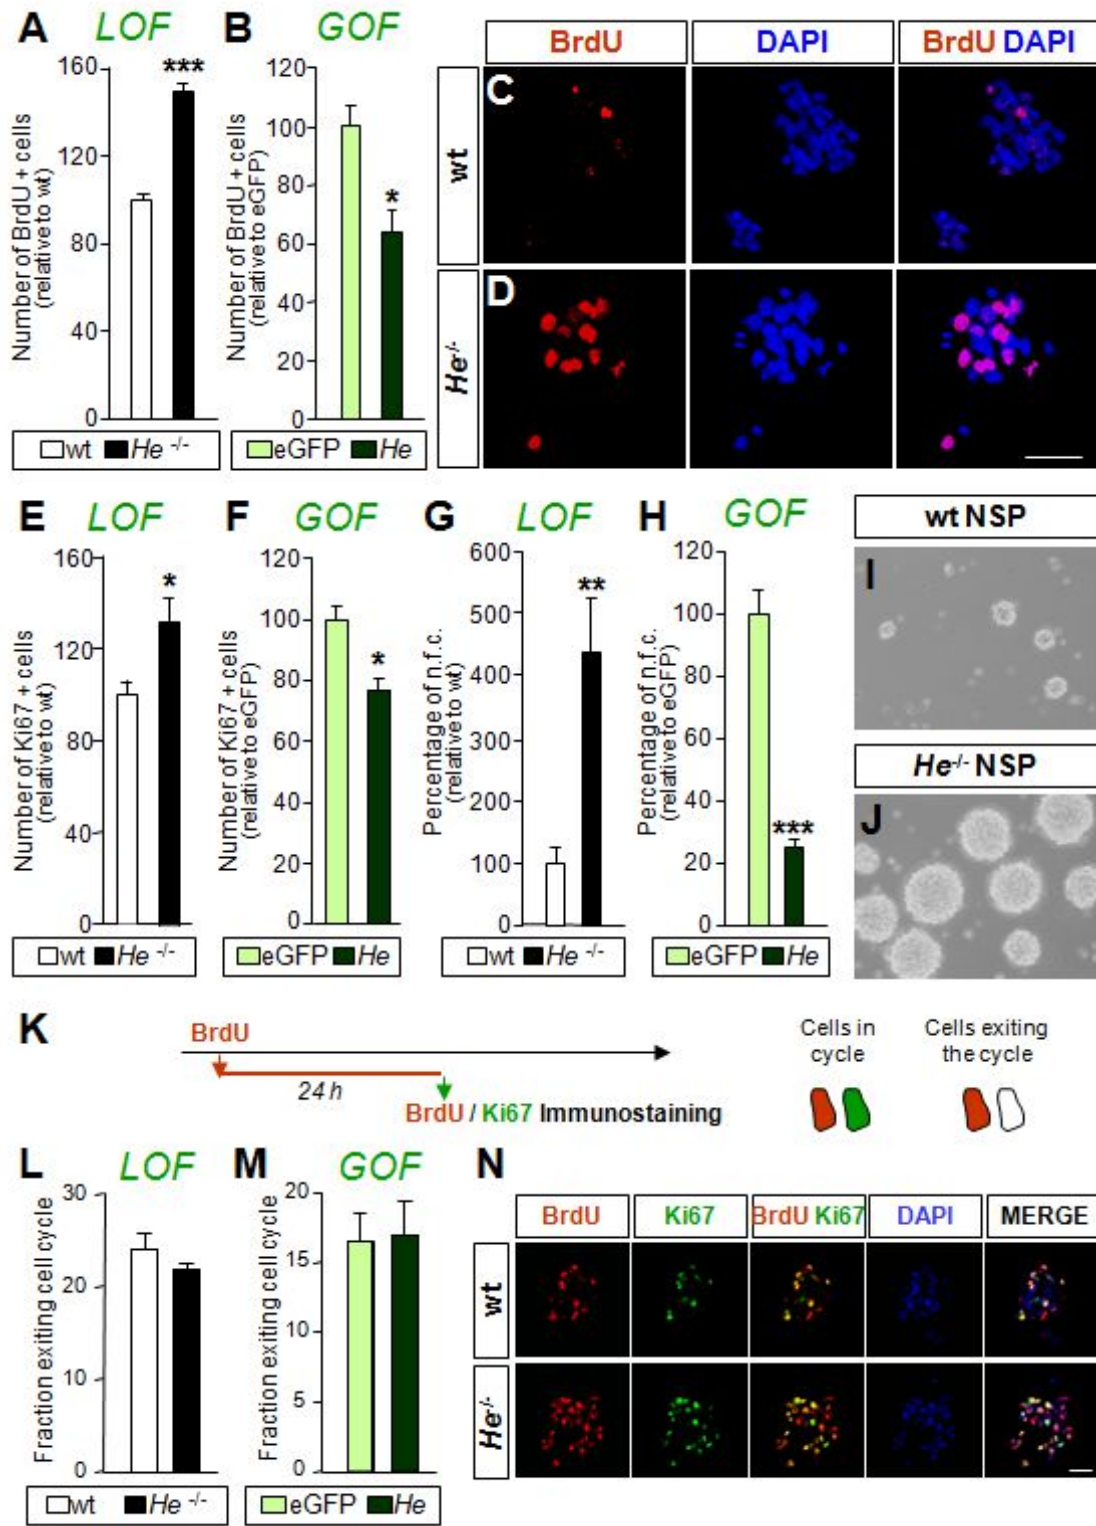 A LOF
Number of BrdU + cells
(relative to wt)
160
120
80
40
0
***
wt He -/-
B GOF
Number of BrdU + cells
(relative to eGFP)
120
100
80
60
40
20
0
*
eGFP He
BrdU DAPI BrdU DAPI
wt
C
He-/-
D
E LOF
Number of Ki67 + cells
(relative to wt)
160
120
80
40
0
*
wt He -/-
F GOF
Number of Ki67 + cells
(relative to eGFP)
120
100
80
60
40
20
0
*
eGFP He
G LOF
Percentage of n.f.c.
(relative to wt)
600
500
400
300
200
100
0
**
wt He -/-
H GOF
Percentage of n.f.c.
(relative to eGFP)
120
100
80
60
40
20
0
***
eGFP He
wt NSP
I
He-/- NSP
J
K
BrdU
24 h
BrdU / Ki67 Immunostaining
Cells in
cycle
Cells exiting
the cycle
L LOF
Fraction exiting cell cycle
30
20
10
0
wt He -/-
M GOF
Fraction exiting cell cycle
20
15
10
5
0
eGFP He
N
BrdU Ki67 BrdU Ki67 DAPI MERGE
wt
He-/-